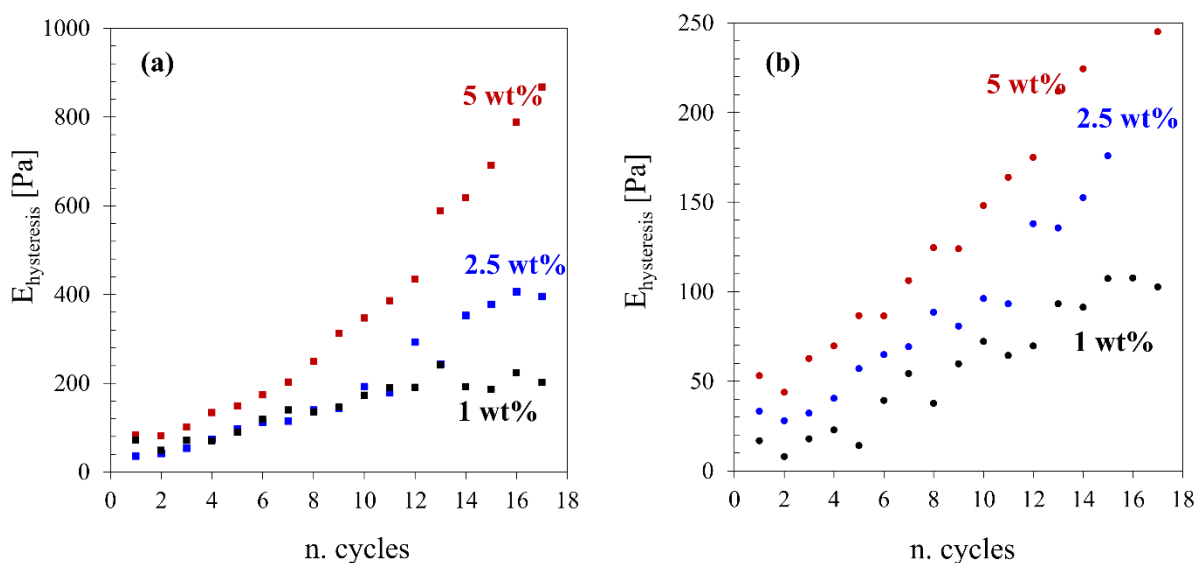 (a)
E_hysteresis [Pa]
1000
800
600
400
200
0
5 wt%
2.5 wt%
1 wt%
0 2 4 6 8 10 12 14 16 18
n. cycles
(b)
E_hysteresis [Pa]
250
200
150
100
50
0
5 wt%
2.5 wt%
1 wt%
0 2 4 6 8 10 12 14 16 18
n. cycles